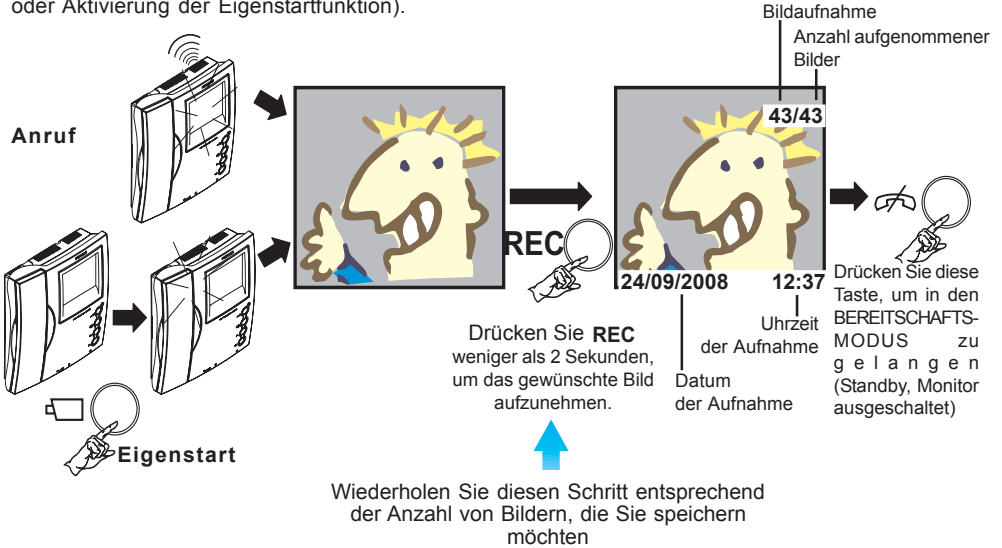 oder Aktivierung der Eigenstartfunktion).
Bildaufnahme
Anzahl aufgenommener
Bilder
Anruf
43/43
REC
24/09/2008 12:37
Drücken Sie REC
weniger als 2 Sekunden,
um das gewünschte Bild
aufzunehmen.
Uhrzeit
der Aufnahme
Datum
der Aufnahme
Drücken Sie diese
Taste, um in den
BEREITSCHAFTS-
MODUS zu
gelangen
(Standby, Monitor
ausgeschaltet)
Eigenstart
Wiederholen Sie diesen Schritt entsprechend
der Anzahl von Bildern, die Sie speichern
möchten